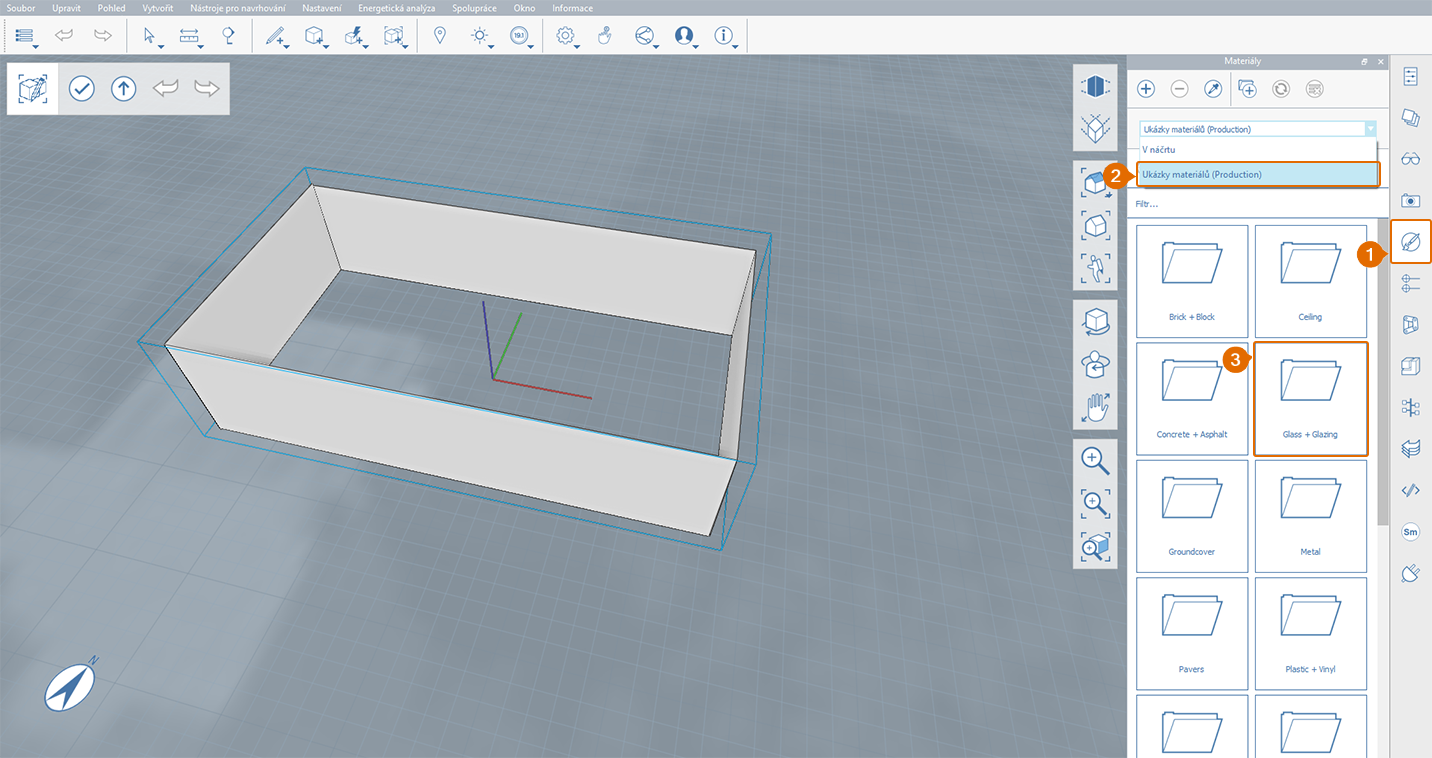 Soubor Upravit Pohled Vytvořit Nástroje pro navrhování Nastavení Energetická analýza Spolupráce Okno Informace
19.1
Materiály
Ukázky materiálů (Production)
V náčrtu
2 Ukázky materiálů (Production)
Filtr...
1
Brick + Block Ceiling
3
Concrete + Asphalt Glass + Glazing
Groundcover Metal
Sm
Pavers Plastic + Vinyl
N